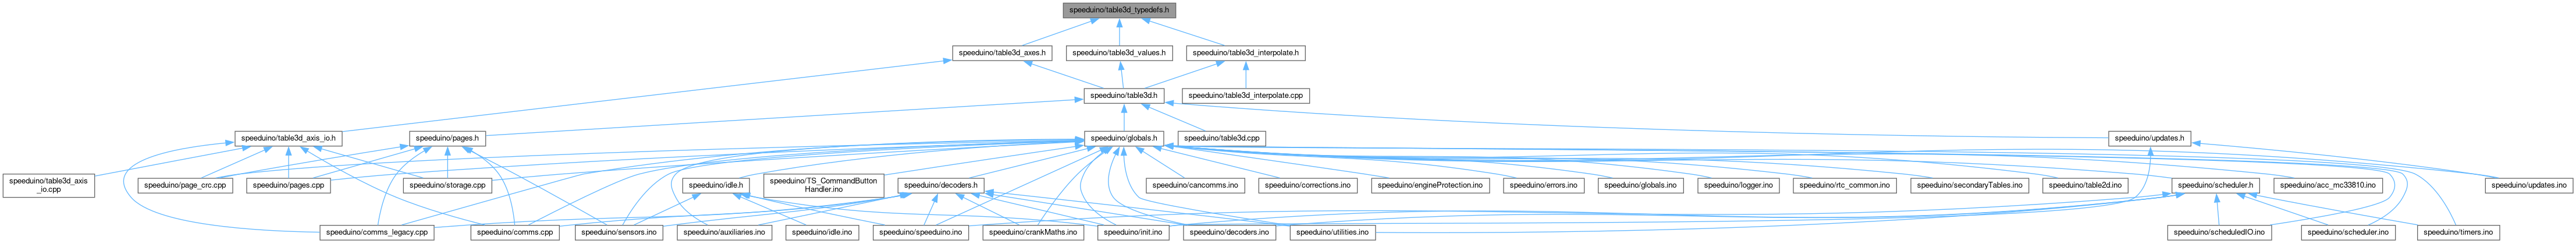 speeduino/table3d_typedefs.h
speeduino/table3d_axes.h
speeduino/table3d_values.h
speeduino/table3d_interpolate.h
speeduino/table3d.h
speeduino/table3d_interpolate.cpp
speeduino/table3d_axis_io.h
speeduino/pages.h
speeduino/globals.h
speeduino/table3d.cpp
speeduino/updates.h
speeduino/table3d_axis
_io.cpp
speeduino/page_crc.cpp
speeduino/pages.cpp
speeduino/storage.cpp
speeduino/idle.h
speeduino/TS_CommandButton
Handler.ino
speeduino/decoders.h
speeduino/cancomms.ino
speeduino/corrections.ino
speeduino/engineProtection.ino
speeduino/errors.ino
speeduino/globals.ino
speeduino/logger.ino
speeduino/rtc_common.ino
speeduino/secondaryTables.ino
speeduino/table2d.ino
speeduino/scheduler.h
speeduino/acc_mc33810.ino
speeduino/updates.ino
speeduino/comms_legacy.cpp
speeduino/comms.cpp
speeduino/sensors.ino
speeduino/auxiliaries.ino
speeduino/idle.ino
speeduino/speeduino.ino
speeduino/crankMaths.ino
speeduino/init.ino
speeduino/decoders.ino
speeduino/utilities.ino
speeduino/scheduledIO.ino
speeduino/scheduler.ino
speeduino/timers.ino